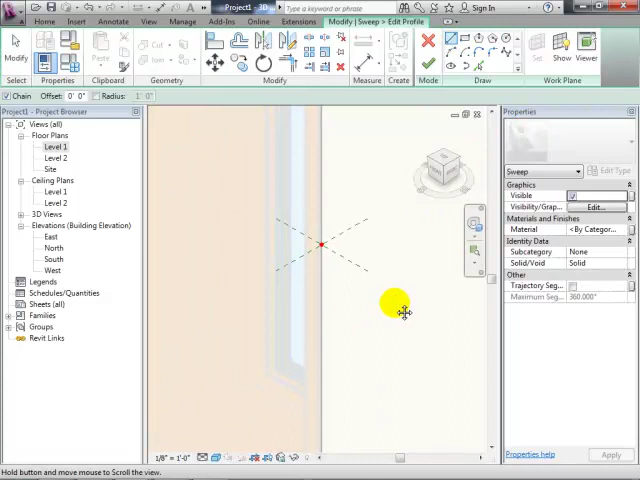 Project1 - 3D
Type a keyword or phrase
Sign In
Home Insert Annotate View Manage Add-Ins Online Extensions Modify | Sweep > Edit Profile
Modify
Paste
Cut
Join
Measure
Create
Set Show Viewer
Select Properties Clipboard Geometry Modify Measure Create Mode Draw Work Plane
Chain Offset: 0' 0" Radius: 1' 0"
Project1 - Project Browser
Views (all)
Floor Plans
Level 1
Level 2
Site
Ceiling Plans
Level 1
Level 2
3D Views
Elevations (Building Elevation)
East
North
South
West
Legends
Schedules/Quantities
Sheets (all)
Families
Groups
Revit Links
Properties
Sweep Edit Type
Graphics
Visible
Visibility/Grap... Edit...
Materials and Finishes
Material <By Categor...
Identity Data
Subcategory None
Solid/Void Solid
Other
Trajectory Seg...
Maximum Seg... 360.000°
Properties help Apply
1/8" = 1'-0"
Hold button and move mouse to Scroll the view.